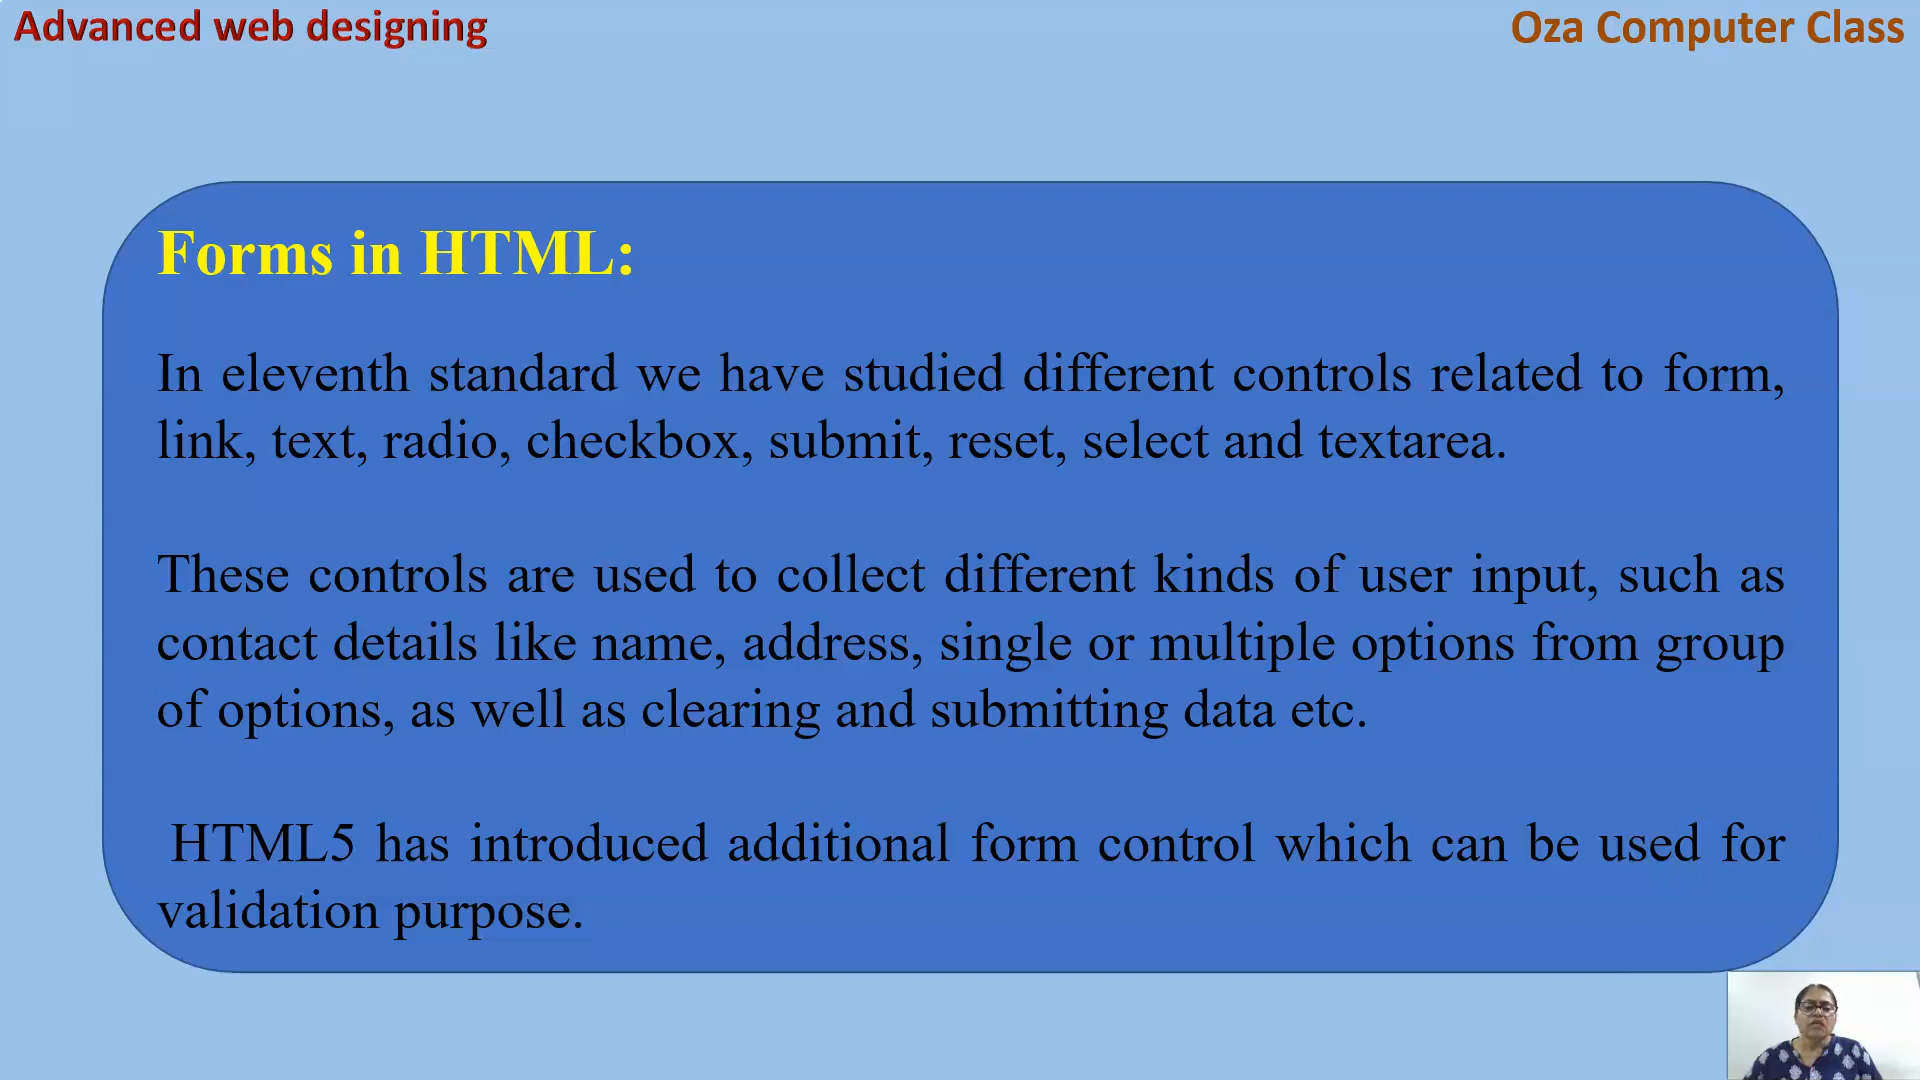 Advanced web designing
Oza Computer Class
Forms in HTML:
In eleventh standard we have studied different controls related to form,
link, text, radio, checkbox, submit, reset, select and textarea.
These controls are used to collect different kinds of user input, such as
contact details like name, address, single or multiple options from group
of options, as well as clearing and submitting data etc.
HTML5 has introduced additional form control which can be used for
validation purpose.